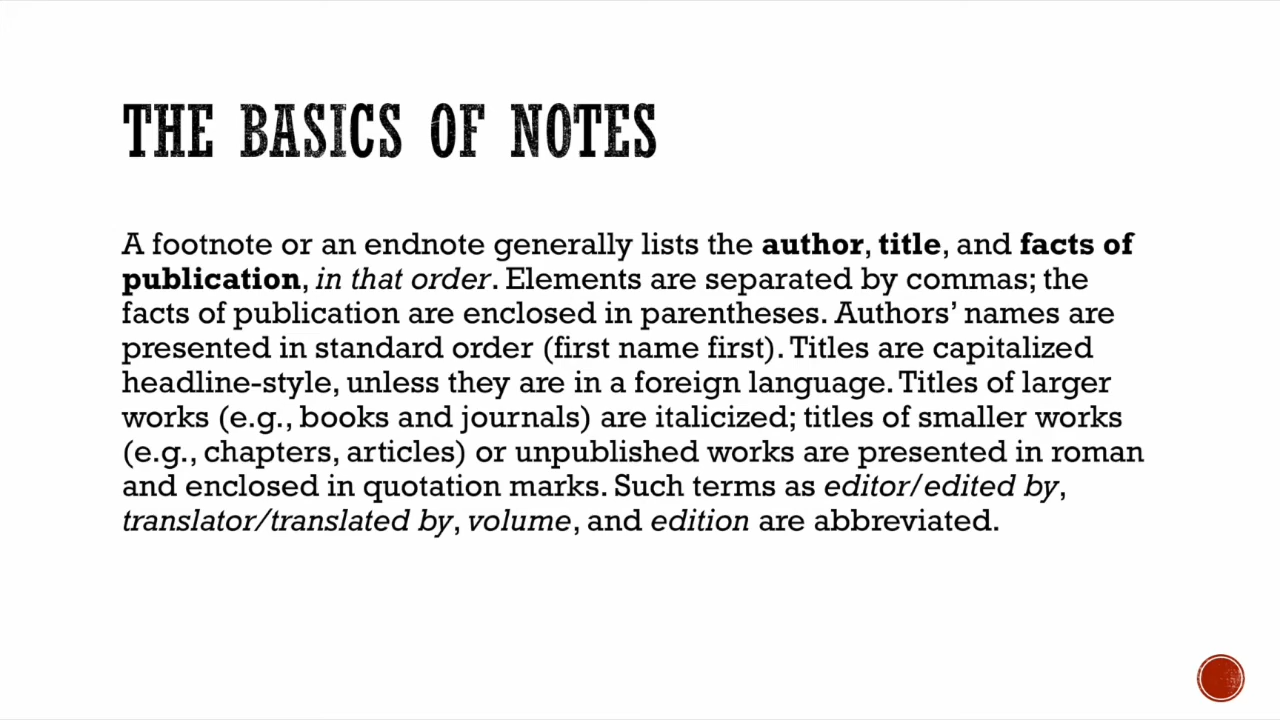 THE BASICS OF NOTES
A footnote or an endnote generally lists the author, title, and facts of
publication, in that order. Elements are separated by commas; the
facts of publication are enclosed in parentheses. Authors’ names are
presented in standard order (first name first). Titles are capitalized
headline-style, unless they are in a foreign language. Titles of larger
works (e.g., books and journals) are italicized; titles of smaller works
(e.g., chapters, articles) or unpublished works are presented in roman
and enclosed in quotation marks. Such terms as editor/edited by,
translator/translated by, volume, and edition are abbreviated.